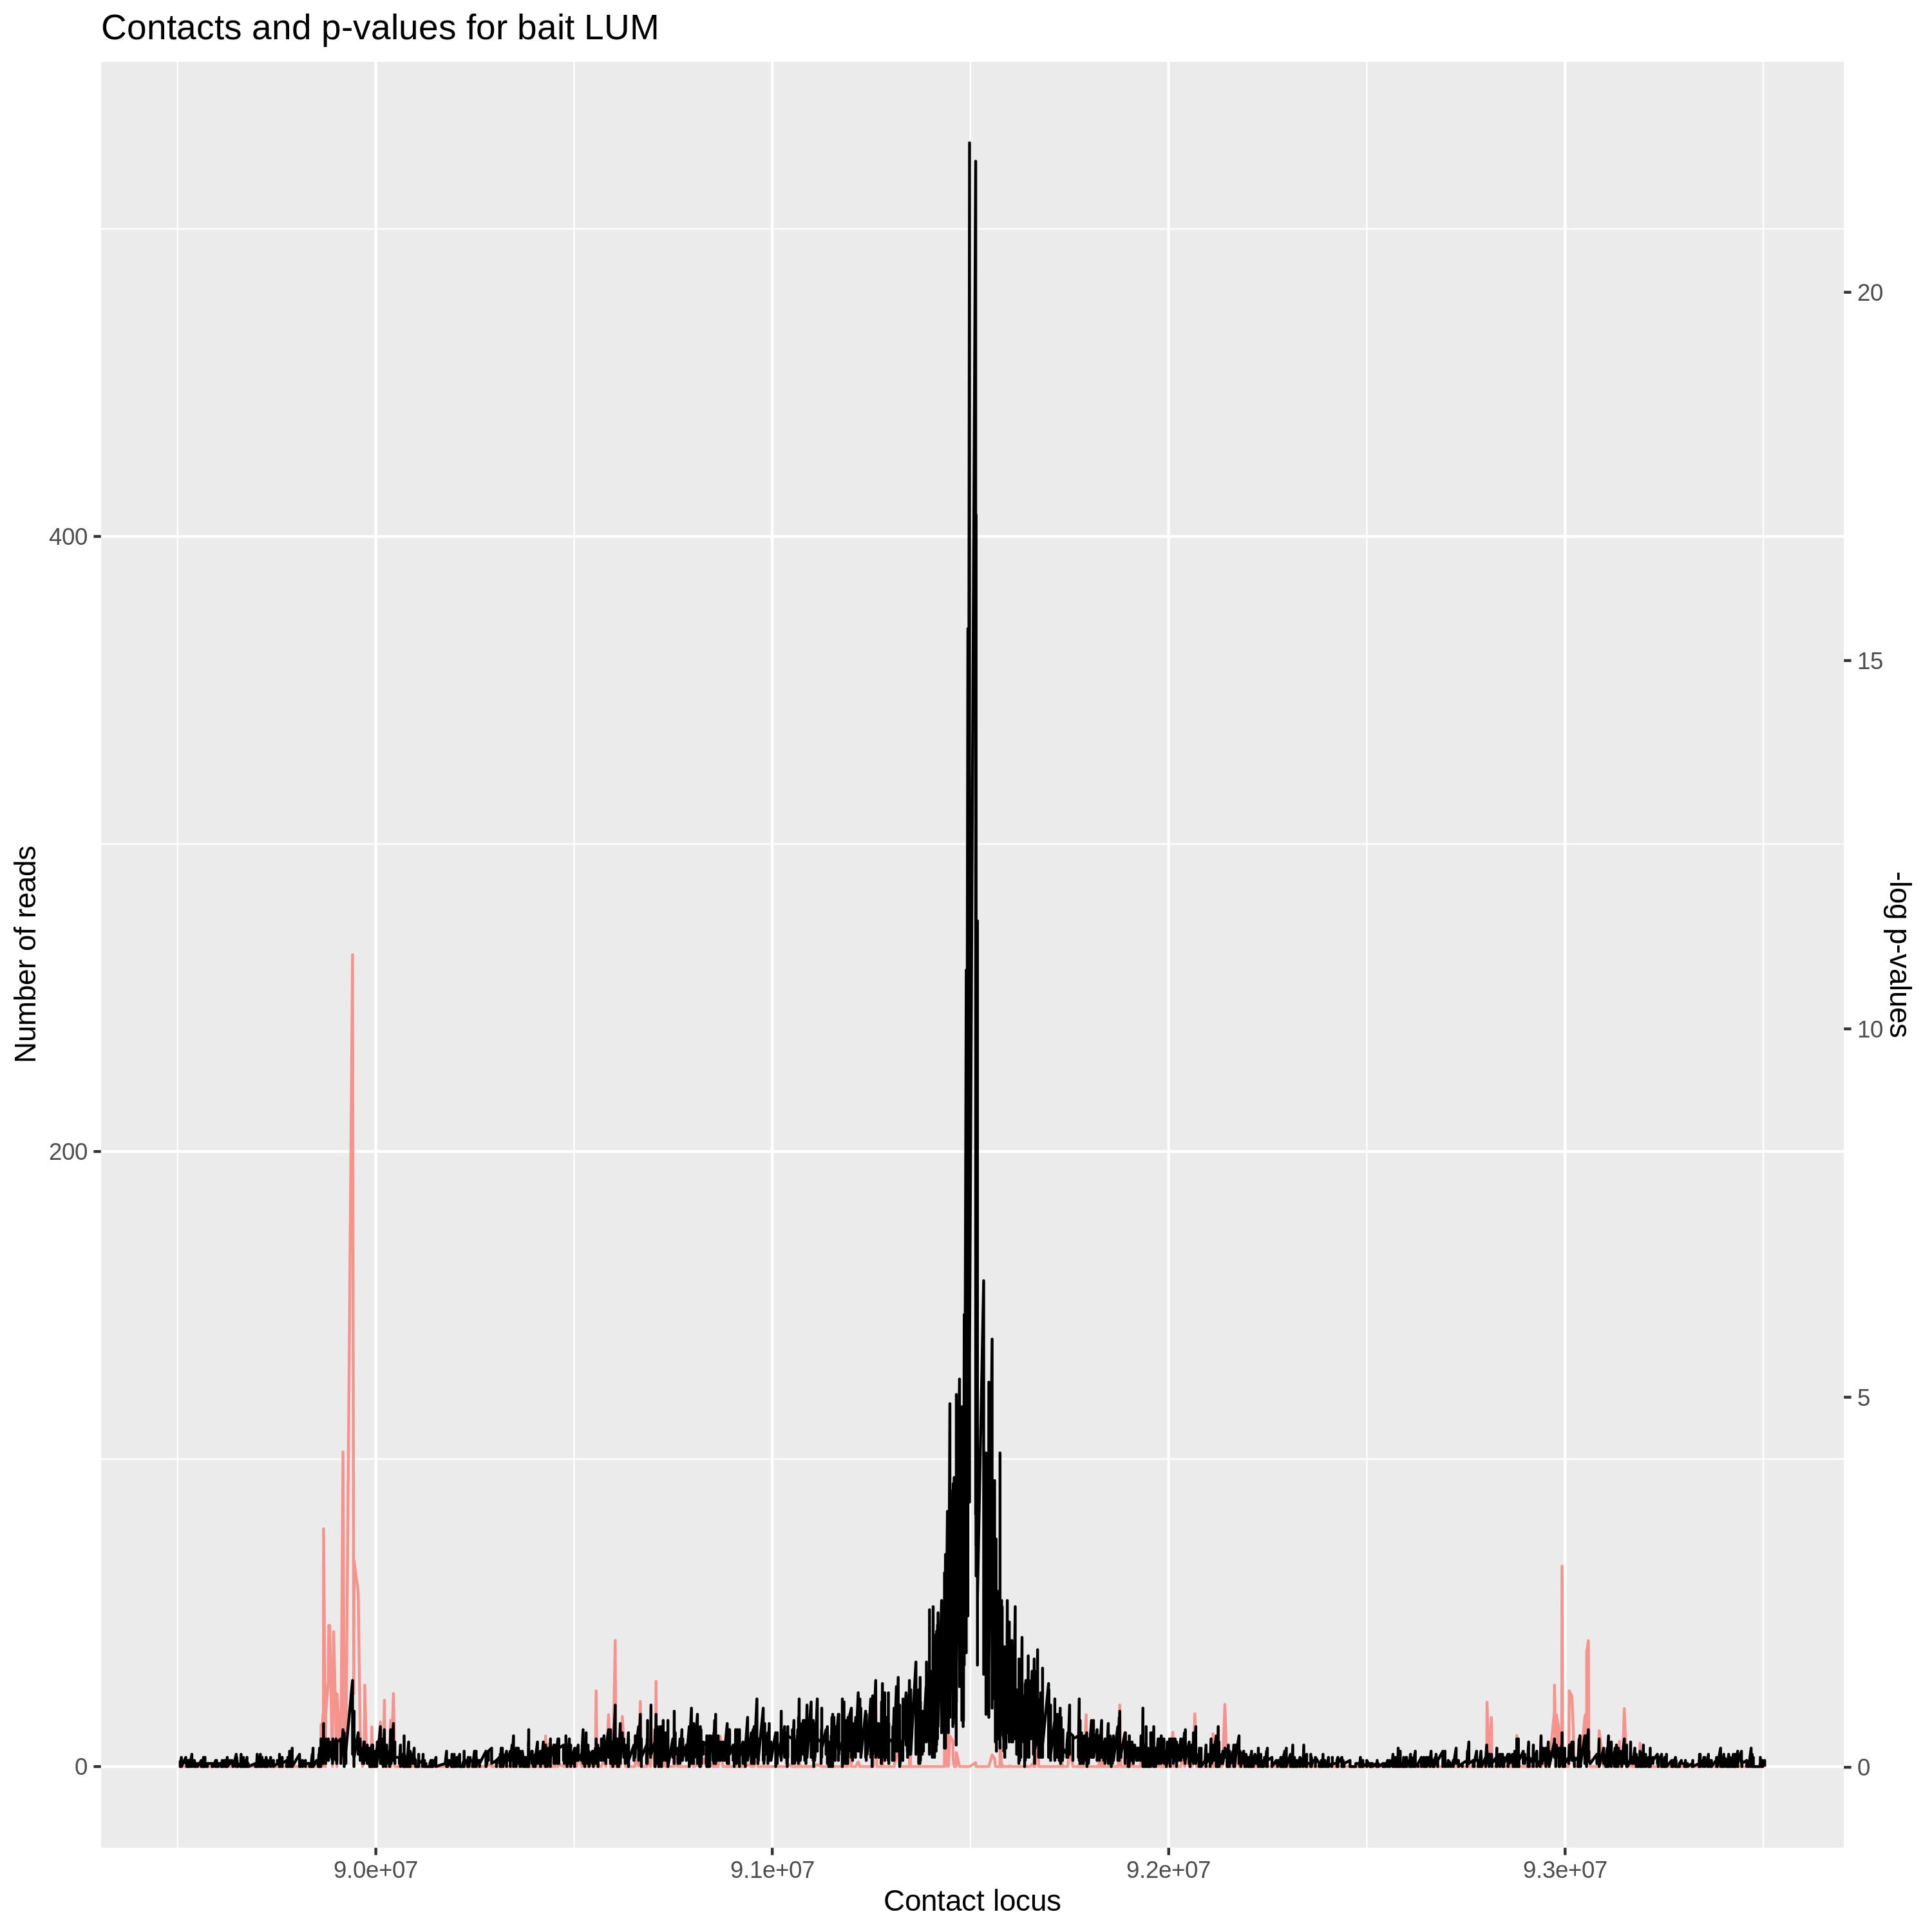 Contacts and p-values for bait LUM
Number of reads
400
200
0
20
15
10
5
0
-log p-values
9.0e+07
9.1e+07
9.2e+07
9.3e+07
Contact locus